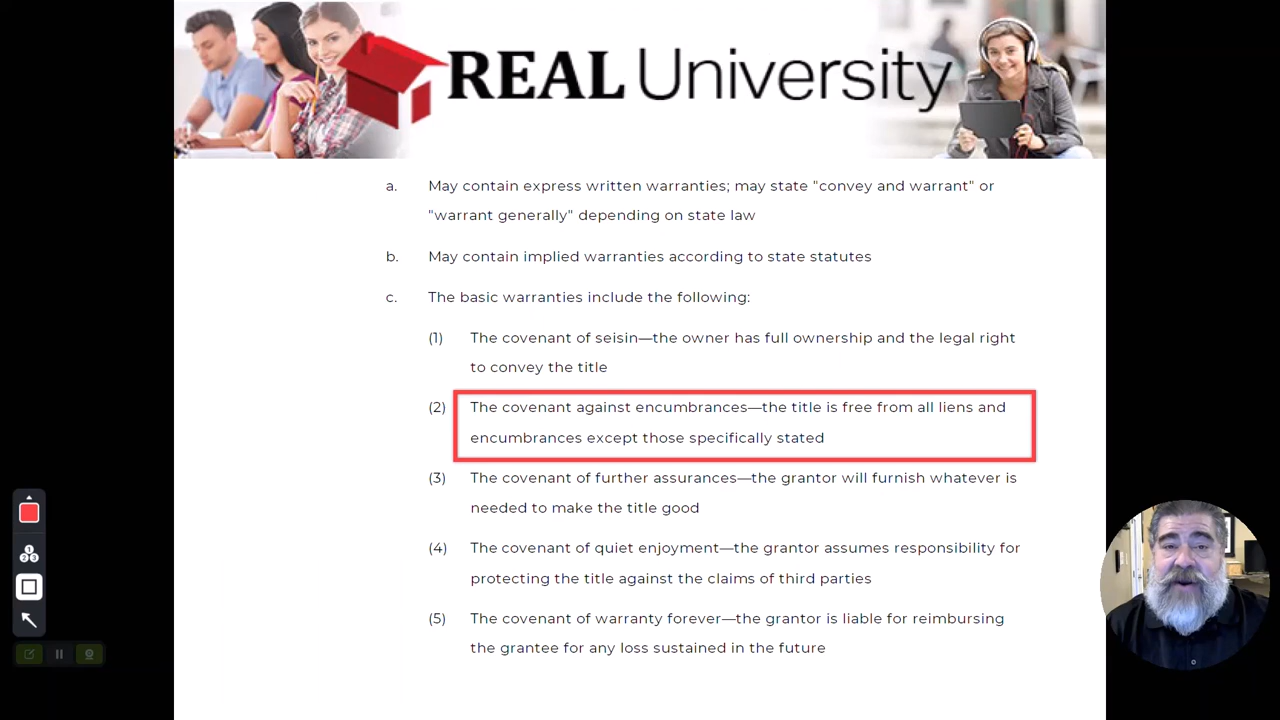 REAL University
a. May contain express written warranties; may state "convey and warrant" or
"warrant generally" depending on state law
b. May contain implied warranties according to state statutes
c. The basic warranties include the following:
(1) The covenant of seisin—the owner has full ownership and the legal right
to convey the title
(2) The covenant against encumbrances—the title is free from all liens and
encumbrances except those specifically stated
(3) The covenant of further assurances—the grantor will furnish whatever is
needed to make the title good
(4) The covenant of quiet enjoyment—the grantor assumes responsibility for
protecting the title against the claims of third parties
(5) The covenant of warranty forever—the grantor is liable for reimbursing
the grantee for any loss sustained in the future